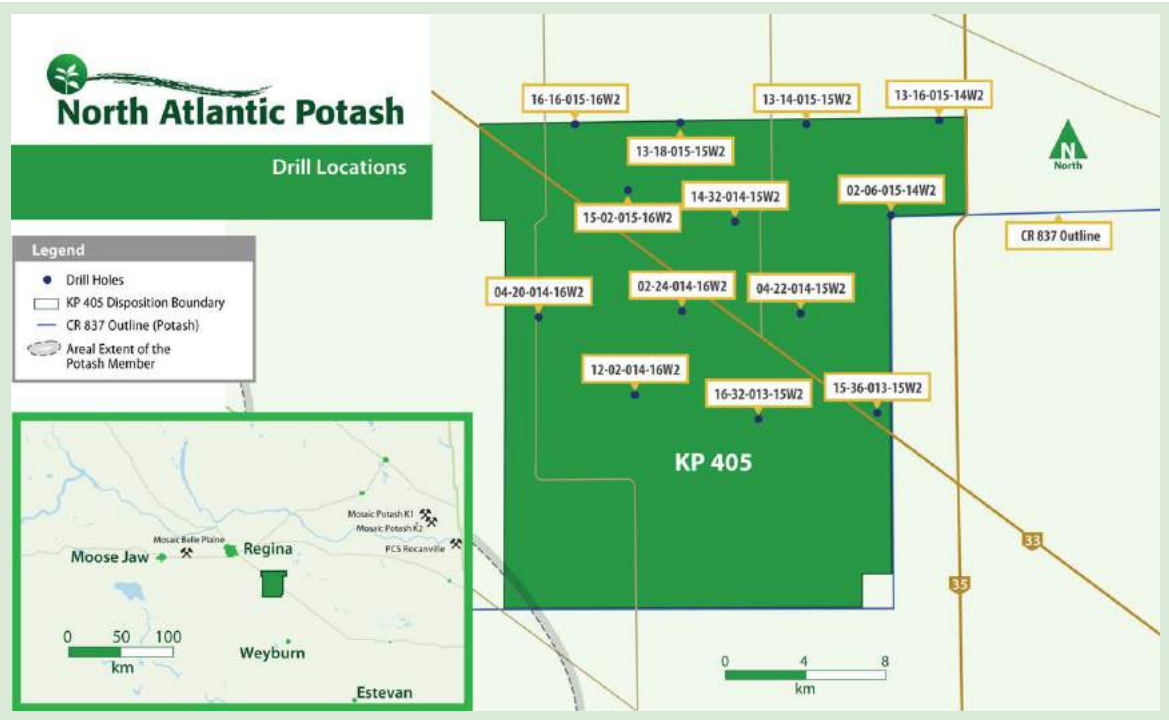 North Atlantic Potash
Drill Locations
Legend
Drill Holes
KP 405 Disposition Boundary
CR 837 Outline (Potash)
Areal Extent of the
Potash Member
16-16-015-16W2
13-14-015-15W2
13-16-015-14W2
13-18-015-15W2
N
North
14-32-014-15W2
02-06-015-14W2
15-02-015-16W2
CR 837 Outline
04-20-014-16W2
02-24-014-16W2
04-22-014-15W2
12-02-014-16W2
16-32-013-15W2
15-36-013-15W2
KP 405
33
35
0 4 8
km
Mosaic Potash K1
Mosaic Potash K2
Mosaic Belle Plaine
PCS Rocanville
Moose Jaw
Regina
0 50 100
km
Weyburn
Estevan